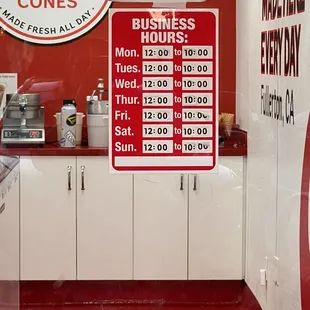 CONES
MADE FRESH ALL DAY
BUSINESS
HOURS:
Mon. 12:00 to 10:00
Tues. 12:00 to 10:00
Wed. 12:00 to 10:00
Thur. 12:00 to 10:00
Fri. 12:00 to 10:00
Sat. 12:00 to 10:00
Sun. 12:00 to 10:00
EVERY DAY
Fullerton, CA